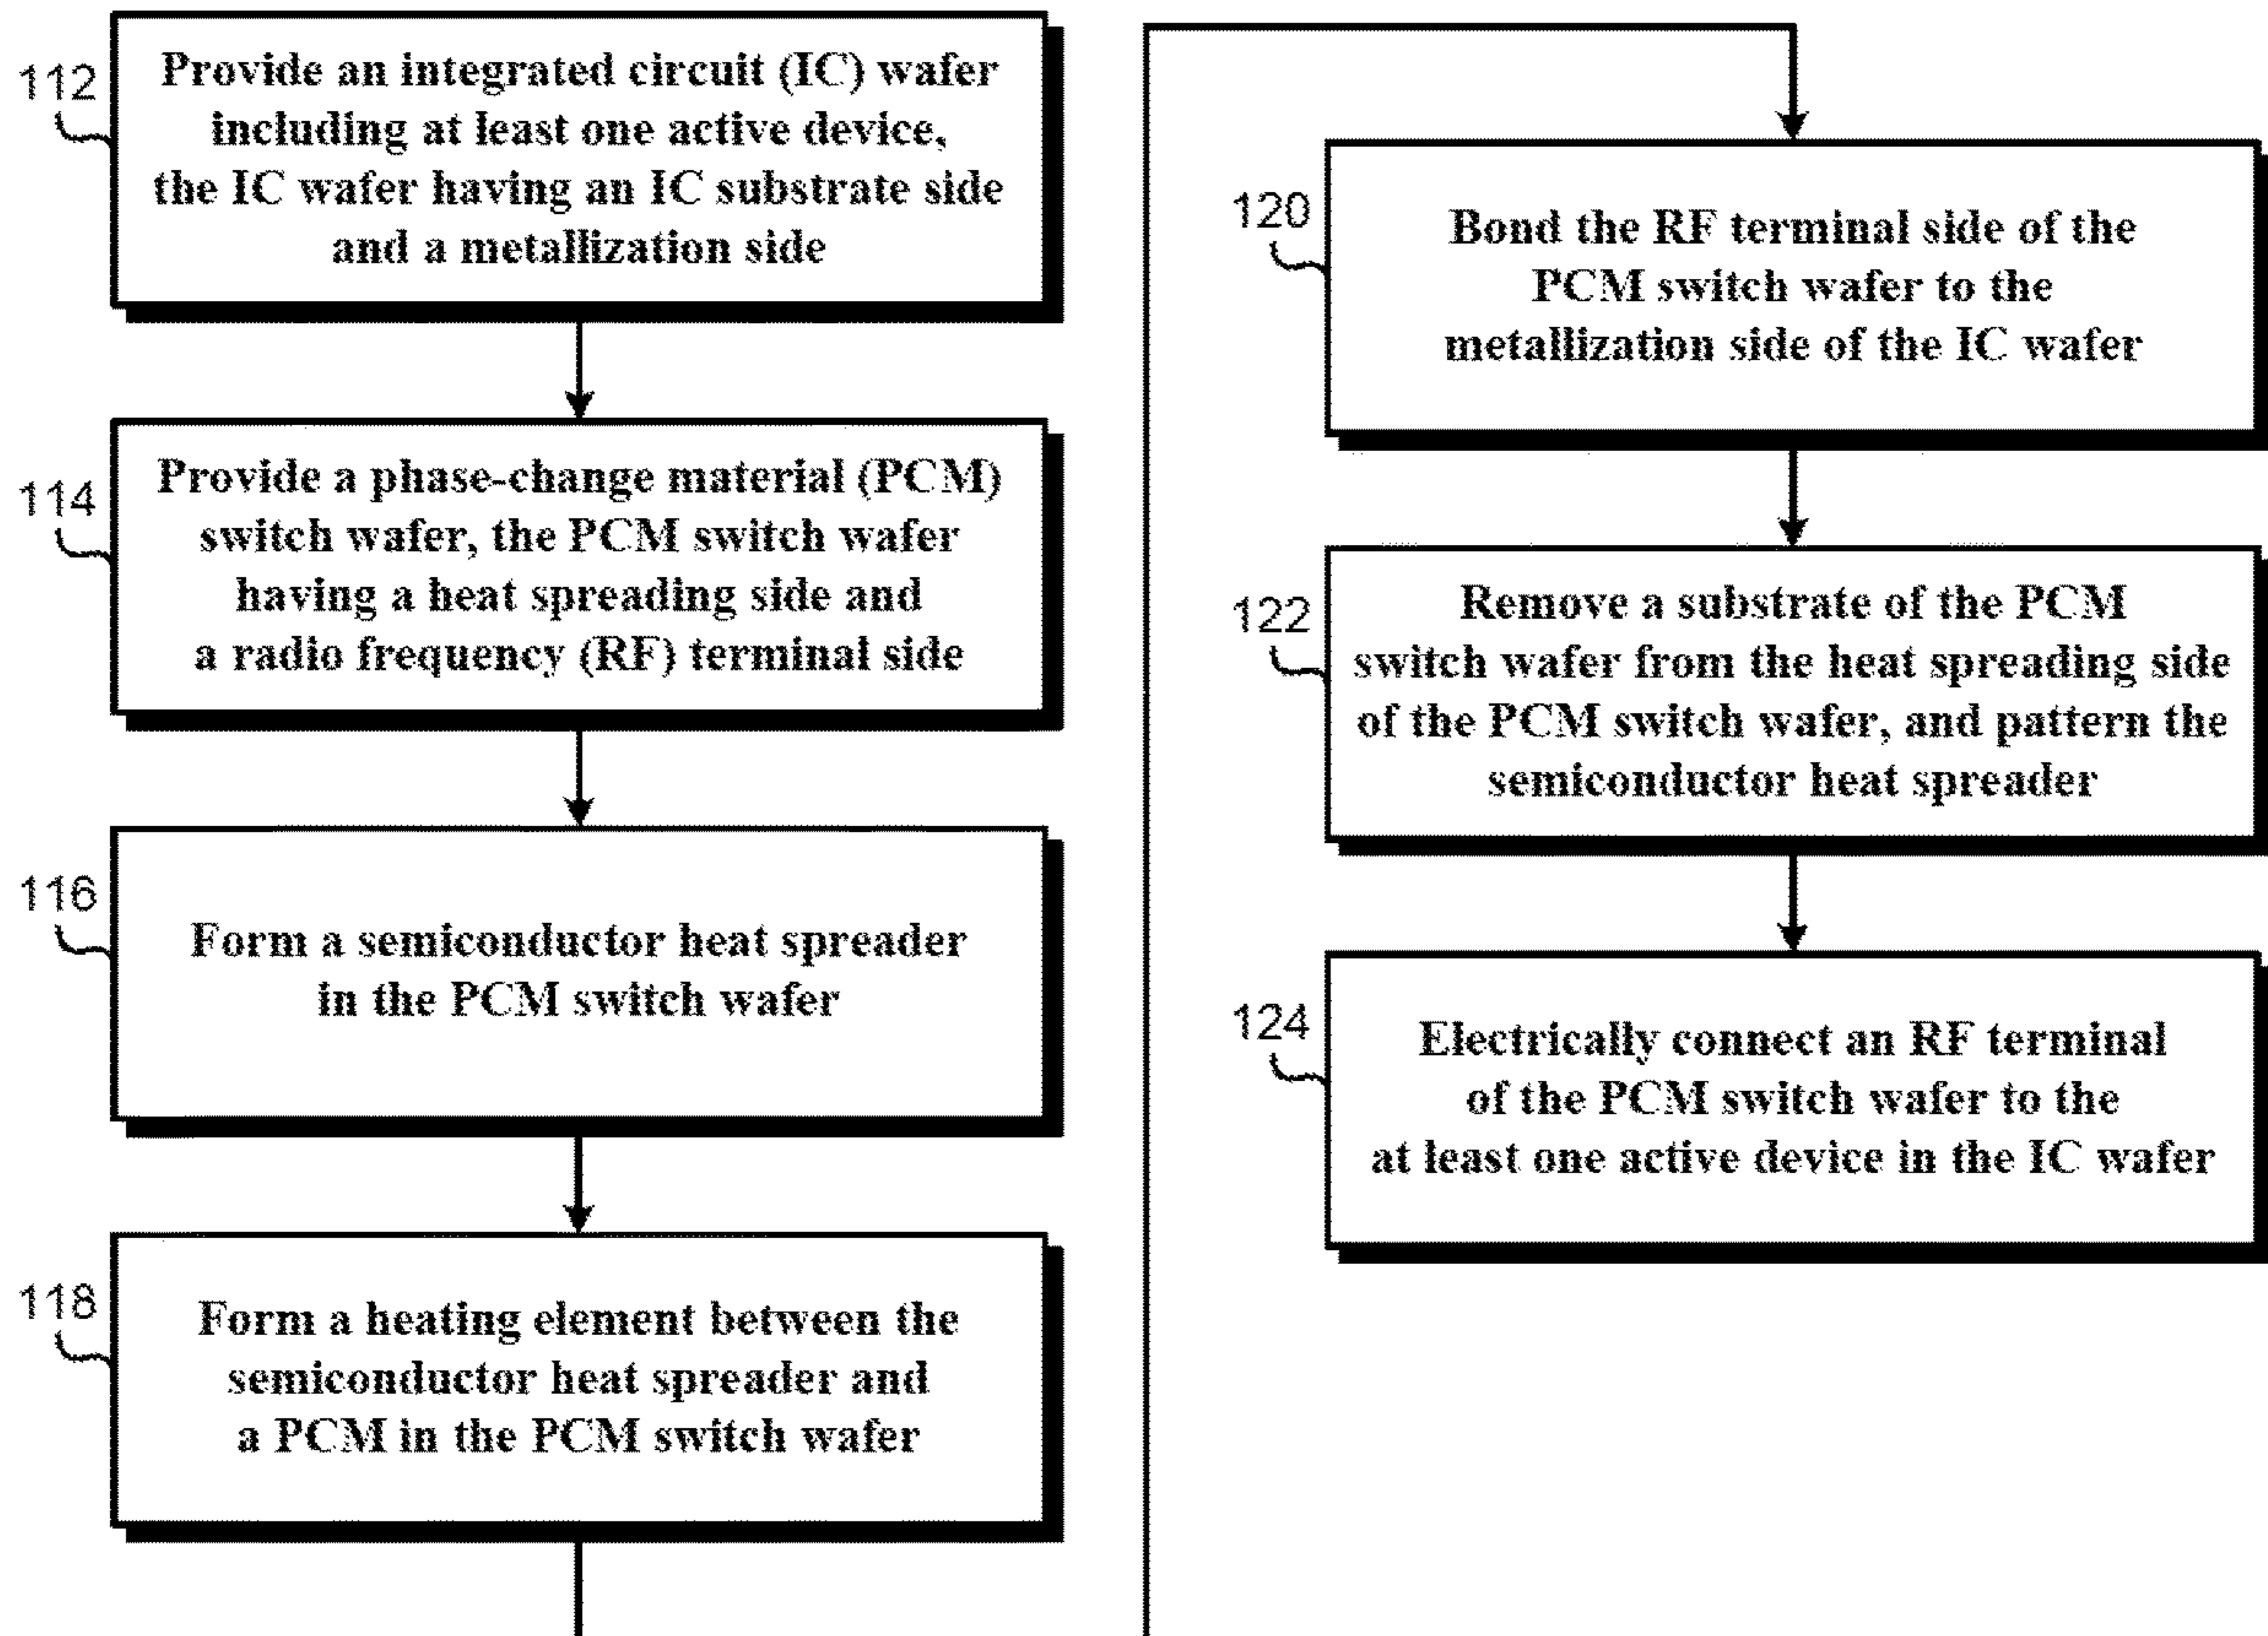 112
Provide an integrated circuit (IC) wafer
including at least one active device,
the IC wafer having an IC substrate side
and a metallization side
114
Provide a phase-change material (PCM)
switch wafer, the PCM switch wafer
having a heat spreading side and
a radio frequency (RF) terminal side
116
Form a semiconductor heat spreader
in the PCM switch wafer
118
Form a heating element between the
semiconductor heat spreader and
a PCM in the PCM switch wafer
120
Bond the RF terminal side of the
PCM switch wafer to the
metallization side of the IC wafer
122
Remove a substrate of the PCM
switch wafer from the heat spreading side
of the PCM switch wafer, and pattern the
semiconductor heat spreader
124
Electrically connect an RF terminal
of the PCM switch wafer to the
at least one active device in the IC wafer